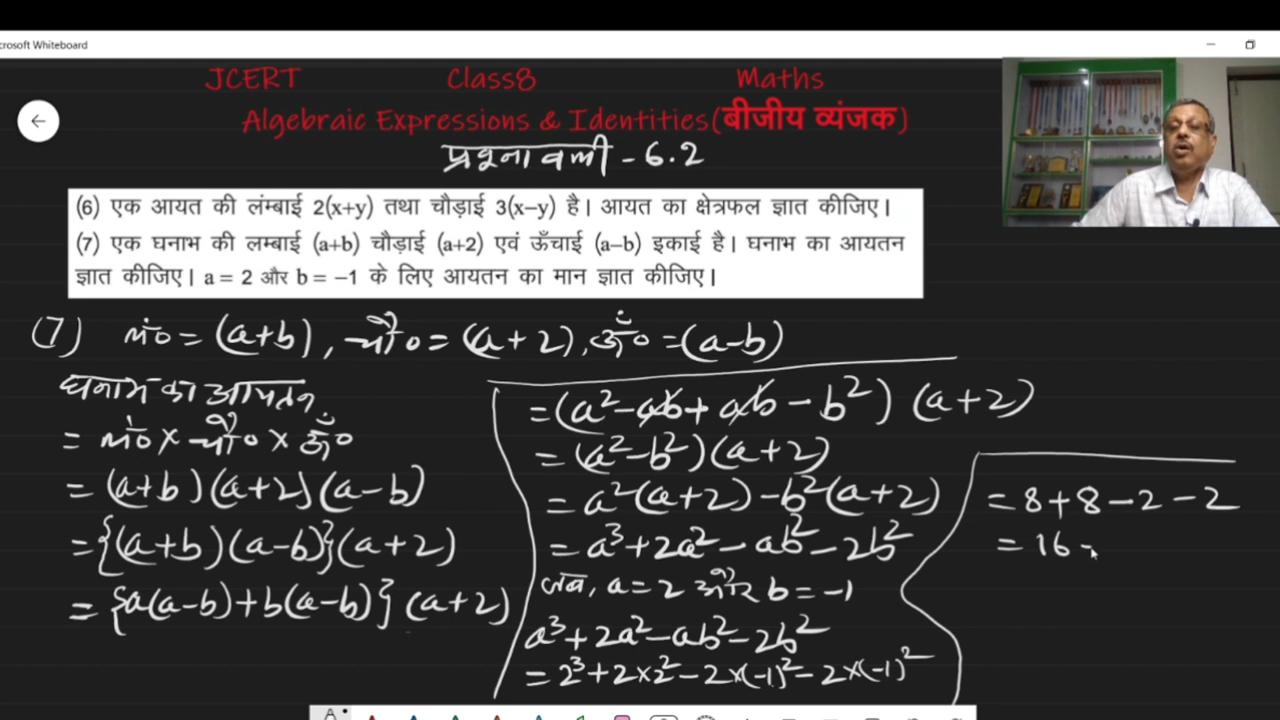 crosoft Whiteboard
JCERT Class8 Maths
Algebraic Expressions & Identities(बीजीय व्यंजक)
प्रश्नावली - 6.2
(6) एक आयत की लंम्बाई 2(x+y) तथा चौड़ाई 3(x−y) है। आयत का क्षेत्रफल ज्ञात कीजिए।
(7) एक घनाभ की लम्बाई (a+b) चौड़ाई (a+2) एवं ऊँचाई (a−b) इकाई है। घनाभ का आयतन
ज्ञात कीजिए। a = 2 और b = −1 के लिए आयतन का मान ज्ञात कीजिए।
(7) लं० = (a+b), चौ० = (a+2), ऊँ० = (a-b)
घनाभ का आयतन
= लं० × चौ० × ऊँ०
= (a+b)(a+2)(a-b)
= {(a+b)(a-b)}(a+2)
= {a(a-b)+b(a-b)}(a+2)
= (a²-ab+ab-b²)(a+2)
= (a²-b²)(a+2)
= a²(a+2)-b²(a+2)
= a³+2a²-ab²-2b²
जब, a=2 और b=-1
a³+2a²-ab²-2b²
= 2³+2×2²-2×(-1)²-2×(-1)²
= 8+8-2-2
= 16-